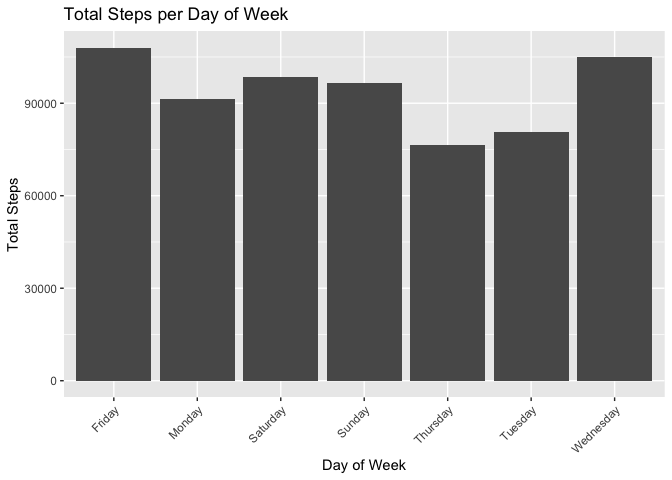 Total Steps per Day of Week
Total Steps
90000
60000
30000
0
Friday
Monday
Saturday
Sunday
Thursday
Tuesday
Wednesday
Day of Week